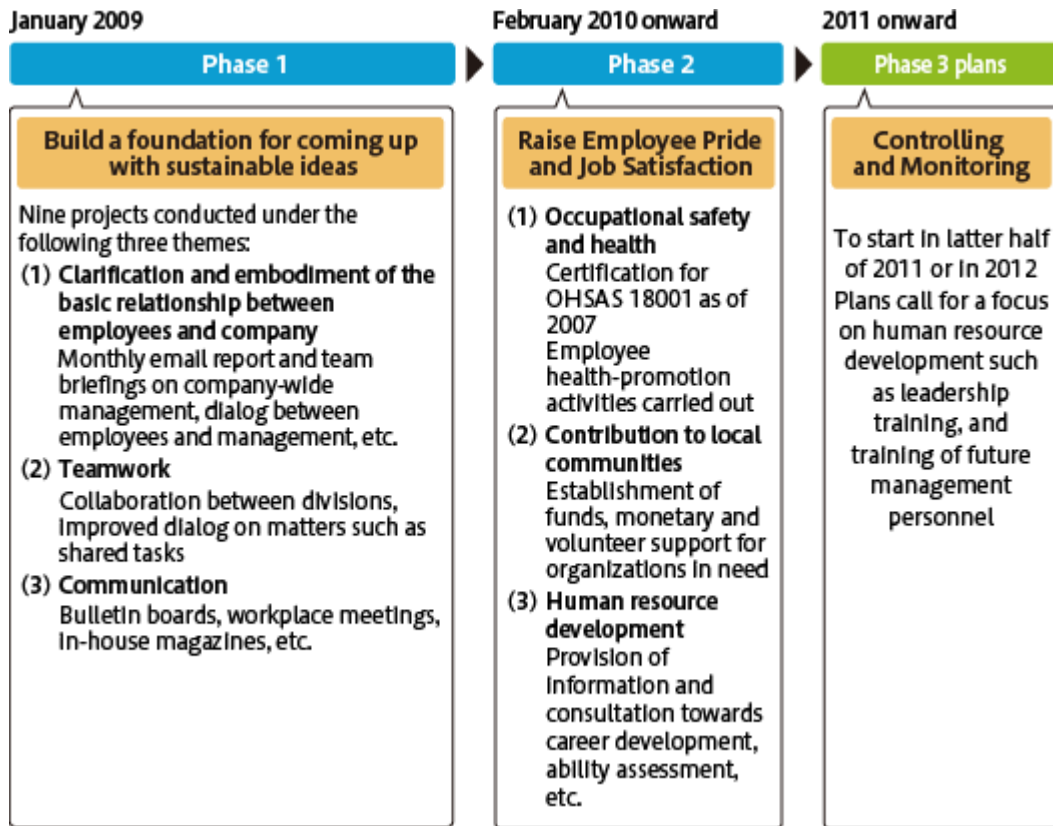 January 2009
Phase 1
Build a foundation for coming up
with sustainable ideas
Nine projects conducted under the
following three themes:
(1) Clarification and embodiment of the
basic relationship between
employees and company
Monthly email report and team
briefings on company-wide
management, dialog between
employees and management, etc.
(2) Teamwork
Collaboration between divisions,
improved dialog on matters such as
shared tasks
(3) Communication
Bulletin boards, workplace meetings,
in-house magazines, etc.
February 2010 onward
Phase 2
Raise Employee Pride
and Job Satisfaction
(1) Occupational safety
and health
Certification for
OHSAS 18001 as of
2007
Employee
health-promotion
activities carried out
(2) Contribution to local
communities
Establishment of
funds, monetary and
volunteer support for
organizations in need
(3) Human resource
development
Provision of
information and
consultation towards
career development,
ability assessment,
etc.
2011 onward
Phase 3 plans
Controlling
and Monitoring
To start in latter half
of 2011 or in 2012
Plans call for a focus
on human resource
development such
as leadership
training, and
training of future
management
personnel